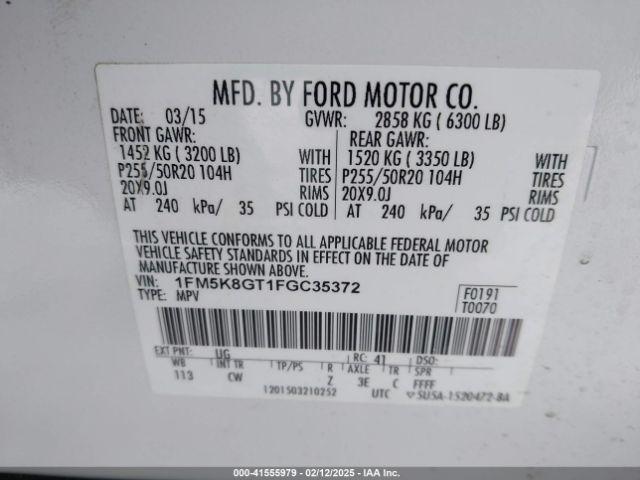 MFD. BY FORD MOTOR CO.
DATE: 03/15 GVWR: 2858 KG ( 6300 LB)
FRONT GAWR: REAR GAWR:
1452 KG ( 3200 LB) WITH 1520 KG ( 3350 LB) WITH
P255/50R20 104H TIRES P255/50R20 104H TIRES
20X9.0J RIMS 20X9.0J RIMS
AT 240 kPa/ 35 PSI COLD AT 240 kPa/ 35 PSI COLD
THIS VEHICLE CONFORMS TO ALL APPLICABLE FEDERAL MOTOR
VEHICLE SAFETY STANDARDS IN EFFECT ON THE DATE OF
MANUFACTURE SHOWN ABOVE.
VIN: 1FM5K8GT1FGC35372
TYPE: MPV
F0191
T0070
EXT PNT: UG RC: 41 DSO:
WB INT TR TP/PS R AXLE TR SPR
113 CW Z 3E C FFFF
1201503210252 UTC ▽5U5A-1520472-BA
© 41555979 - 02/12/2025 - IAA, Inc.